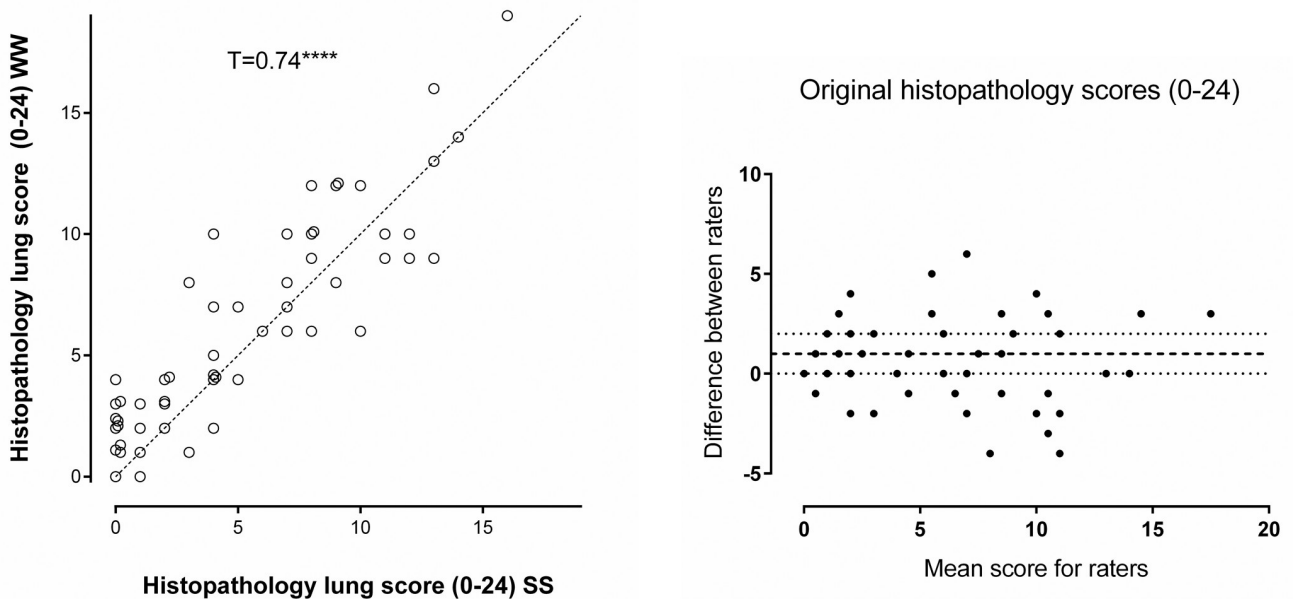 Histopathology lung score (0-24) WW
T=0.74****
15
10
5
0
0 5 10 15
Histopathology lung score (0-24) SS
Original histopathology scores (0-24)
Difference between raters
10
5
0
-5
0 5 10 15 20
Mean score for raters